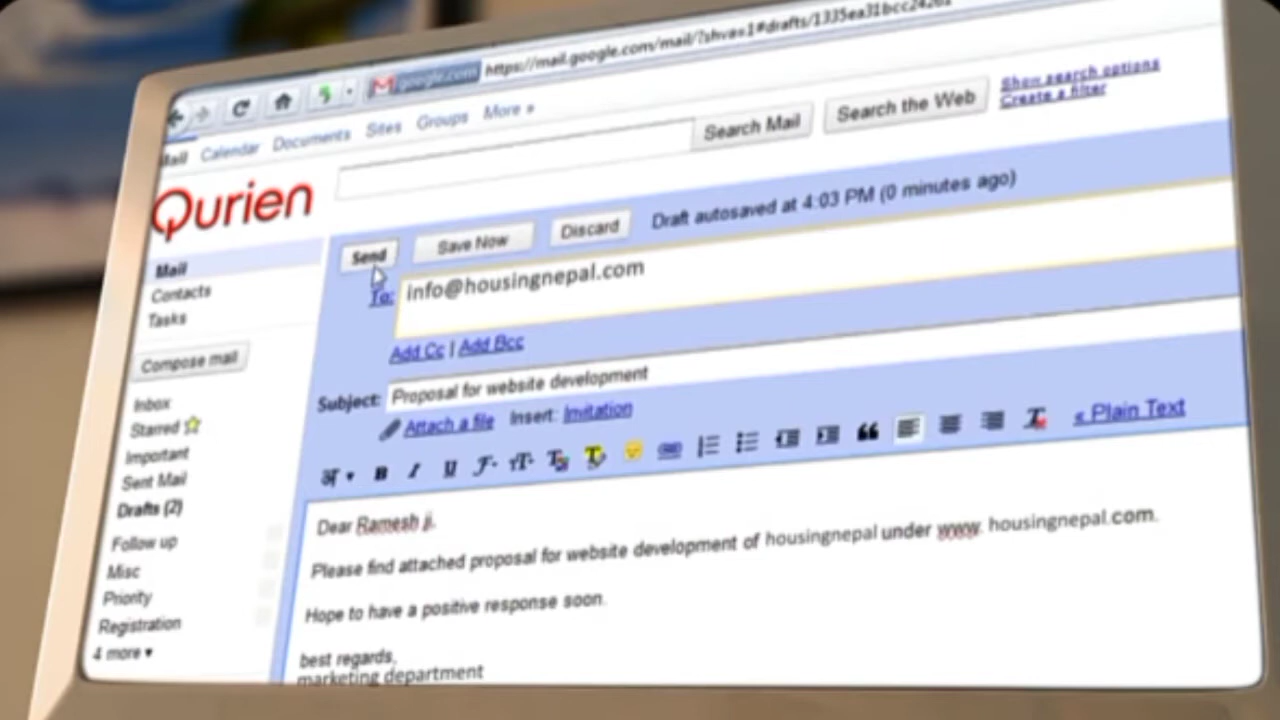 google.com https://mail.google.com/mail/?shva=1#drafts/1335ea31bcc24262
Mail Calendar Documents Sites Groups More »
Search Mail Search the Web Show search options
Create a filter
Qurien
Send Save Now Discard Draft autosaved at 4:03 PM (0 minutes ago)
To: info@housingnepal.com
Add Cc | Add Bcc
Subject: Proposal for website development
Attach a file Insert: Invitation
अ B I U « Plain Text
Mail
Contacts
Tasks
Compose mail
Inbox
Starred
Important
Sent Mail
Drafts (2)
Follow up
Misc
Priority
Registration
4 more ▾
Dear Ramesh ji,
Please find attached proposal for website development of housingnepal under www. housingnepal.com.
Hope to have a positive response soon.
best regards,
marketing department